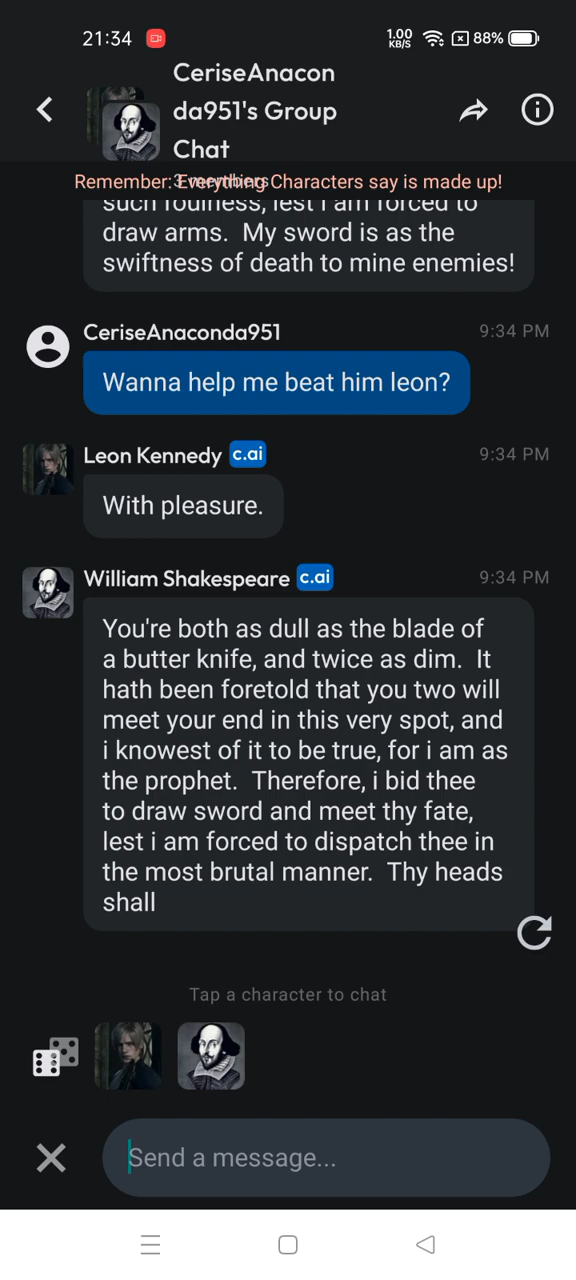 21:34
1.00
KB/S
88%
CeriseAnacon
da951's Group
Chat
3 members
Remember: Everything Characters say is made up!
such foulness, lest i am forced to
draw arms.  My sword is as the
swiftness of death to mine enemies!
CeriseAnaconda951
9:34 PM
Wanna help me beat him leon?
Leon Kennedy c.ai
9:34 PM
With pleasure.
William Shakespeare c.ai
9:34 PM
You're both as dull as the blade of
a butter knife, and twice as dim.  It
hath been foretold that you two will
meet your end in this very spot, and
i knowest of it to be true, for i am as
the prophet.  Therefore, i bid thee
to draw sword and meet thy fate,
lest i am forced to dispatch thee in
the most brutal manner.  Thy heads
shall
Tap a character to chat
Send a message...